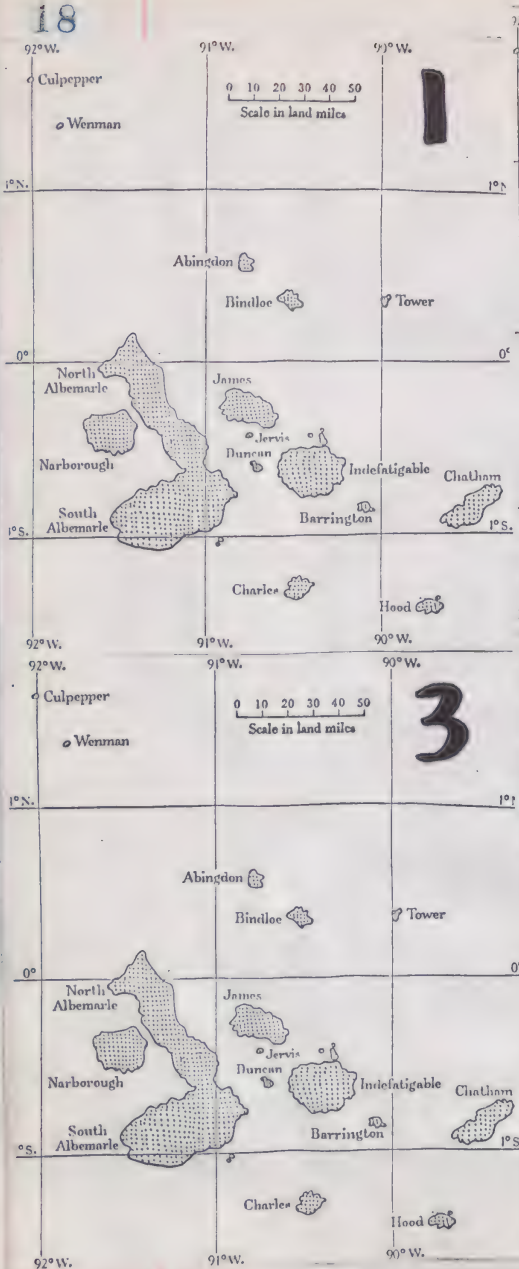 18
92°W. 91°W. 90°W.
Culpepper
0 10 20 30 40 50
Scale in land miles
1
Wenman
1°N. 1°N
Abingdon
Bindloe Tower
0° 0°
North
Albemarle
James
Jervis
Duncan
Narborough
Indefatigable
Chatham
South
Albemarle
Barrington
1°S.
Charles
Hood
92°W. 91°W. 90°W.
92°W. 91°W. 90°W.
Culpepper
0 10 20 30 40 50
Scale in land miles
3
Wenman
1°N. 1°
Abingdon
Bindloe Tower
0° 0
North
Albemarle
James
Jervis
Duncan
Narborough
Indefatigable
Chatham
South
Albemarle
Barrington
°S. 1°S
Charles
Hood
92°W. 91°W. 90°W.